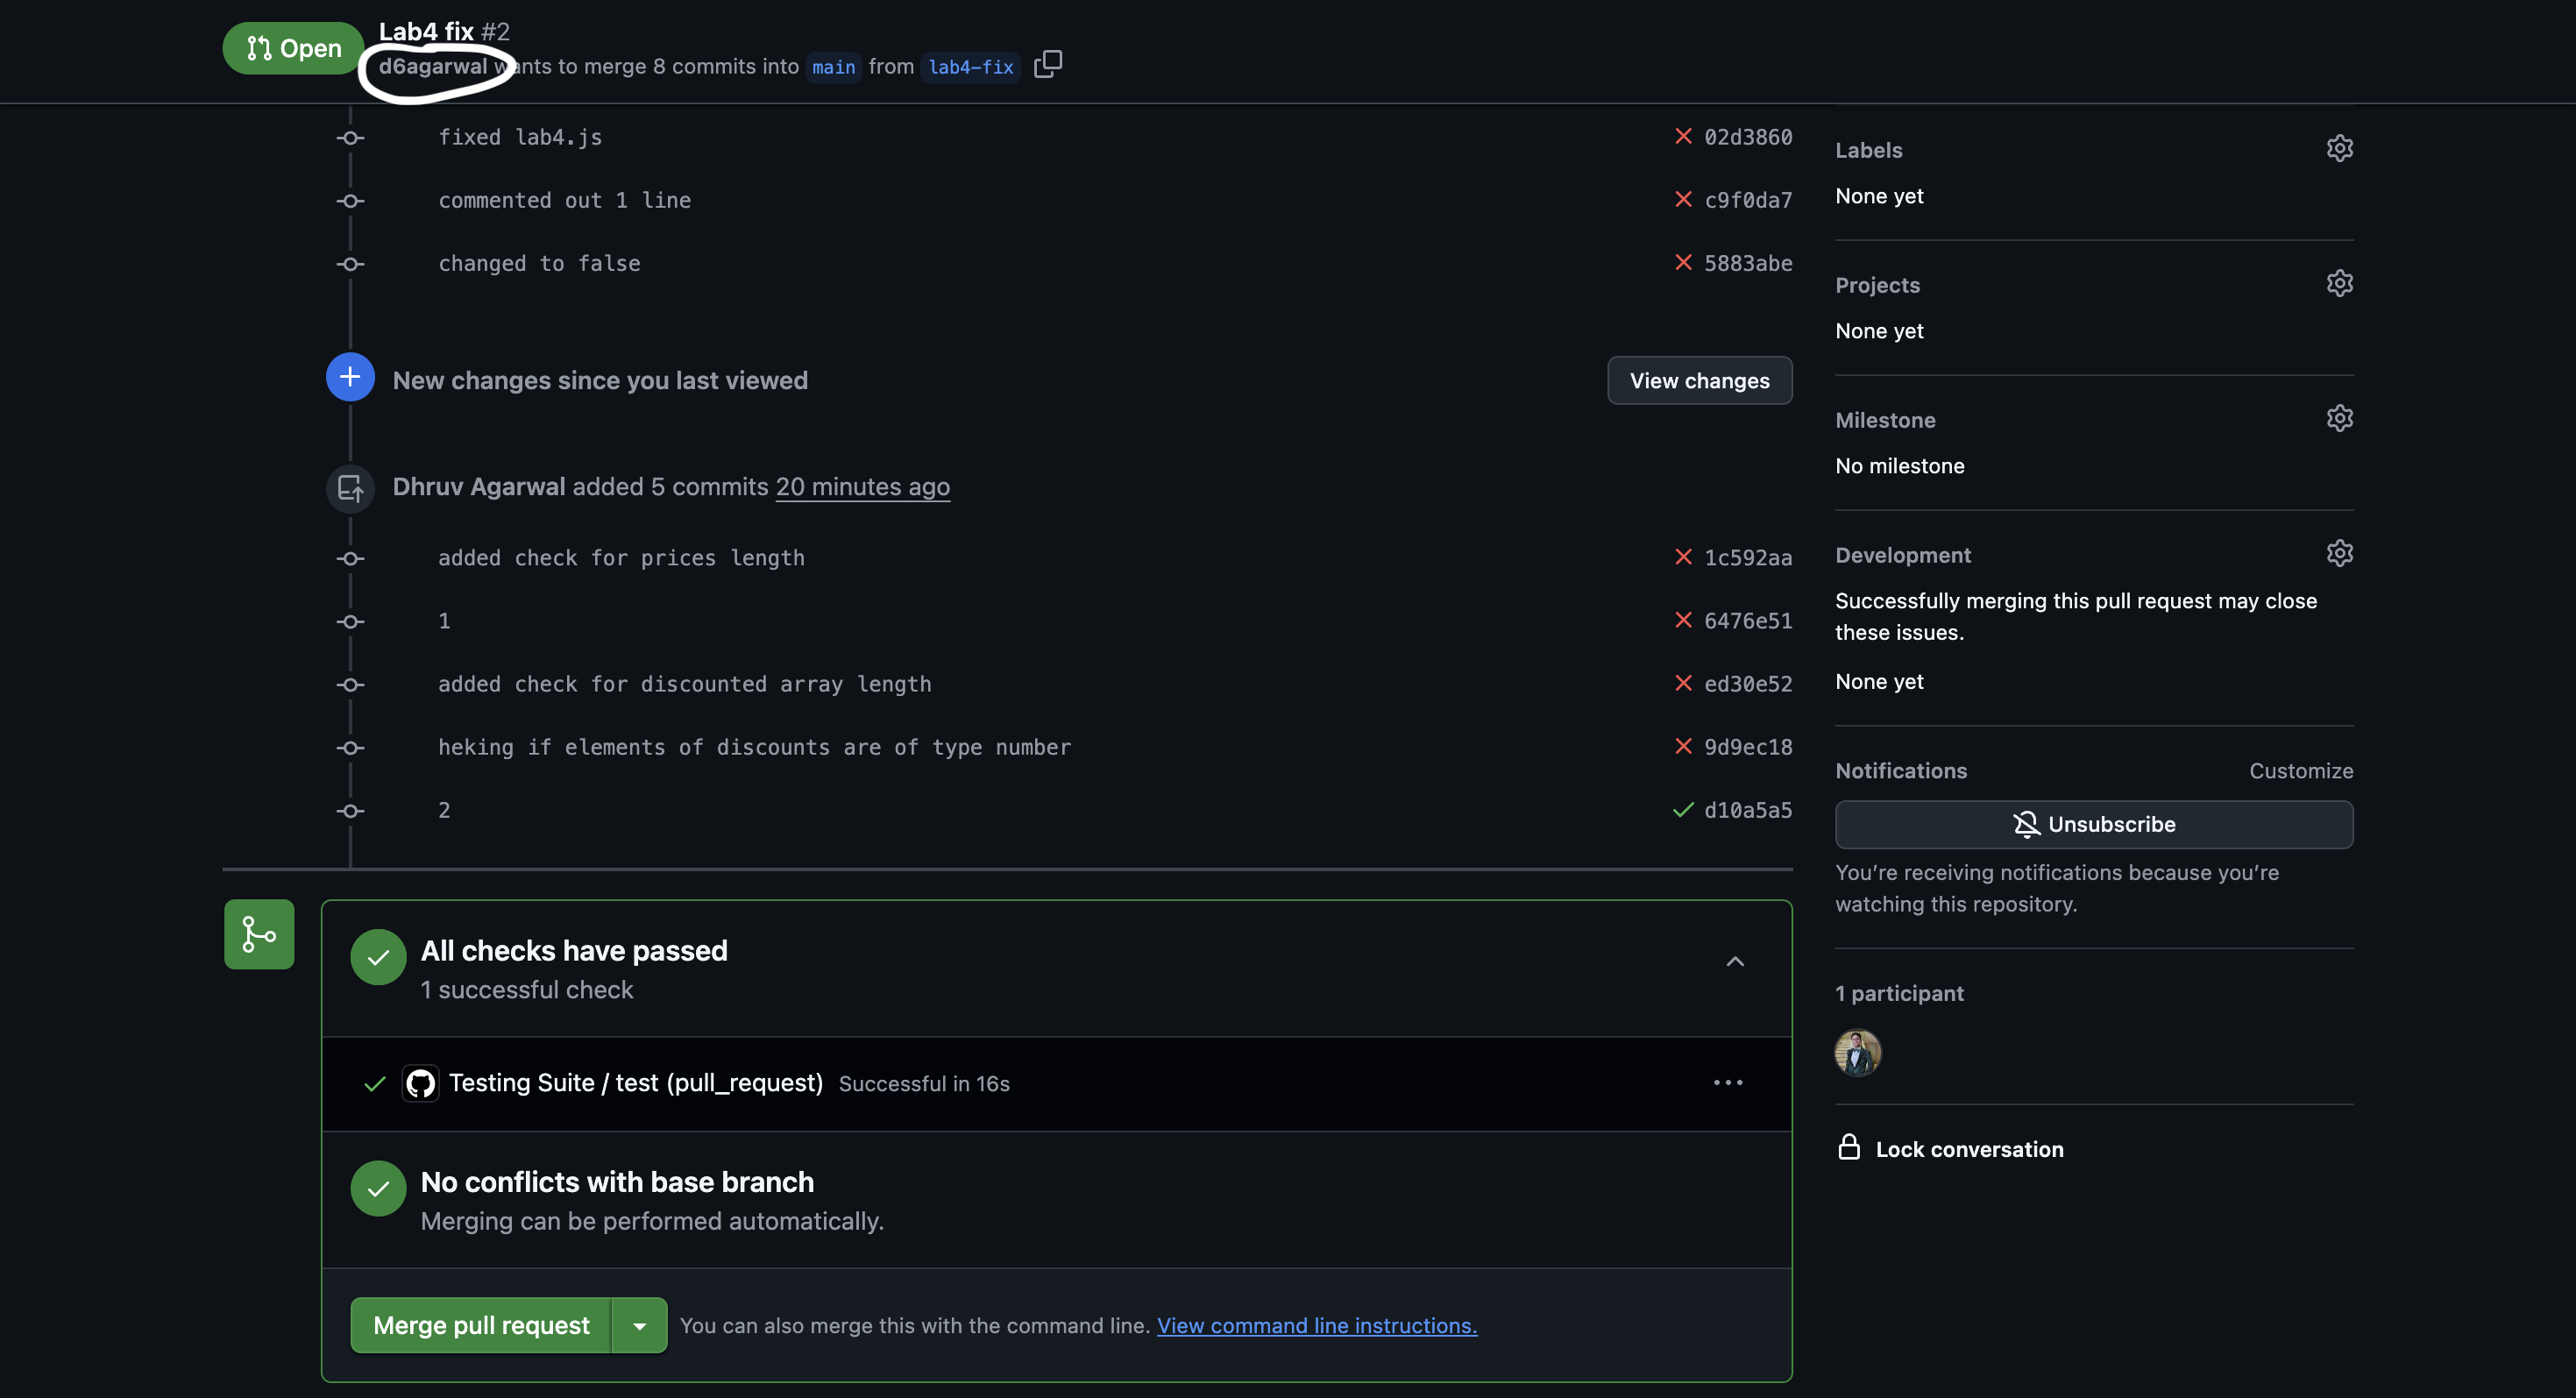 Open
Lab4 fix #2
d6agarwal wants to merge 8 commits into main from lab4-fix
fixed lab4.js 02d3860
commented out 1 line c9f0da7
changed to false 5883abe
New changes since you last viewed View changes
Dhruv Agarwal added 5 commits 20 minutes ago
added check for prices length 1c592aa
1 6476e51
added check for discounted array length ed30e52
heking if elements of discounts are of type number 9d9ec18
2 d10a5a5
All checks have passed
1 successful check
Testing Suite / test (pull_request) Successful in 16s
No conflicts with base branch
Merging can be performed automatically.
Merge pull request You can also merge this with the command line. View command line instructions.
Labels
None yet
Projects
None yet
Milestone
No milestone
Development
Successfully merging this pull request may close
these issues.
None yet
Notifications Customize
Unsubscribe
You're receiving notifications because you're
watching this repository.
1 participant
Lock conversation